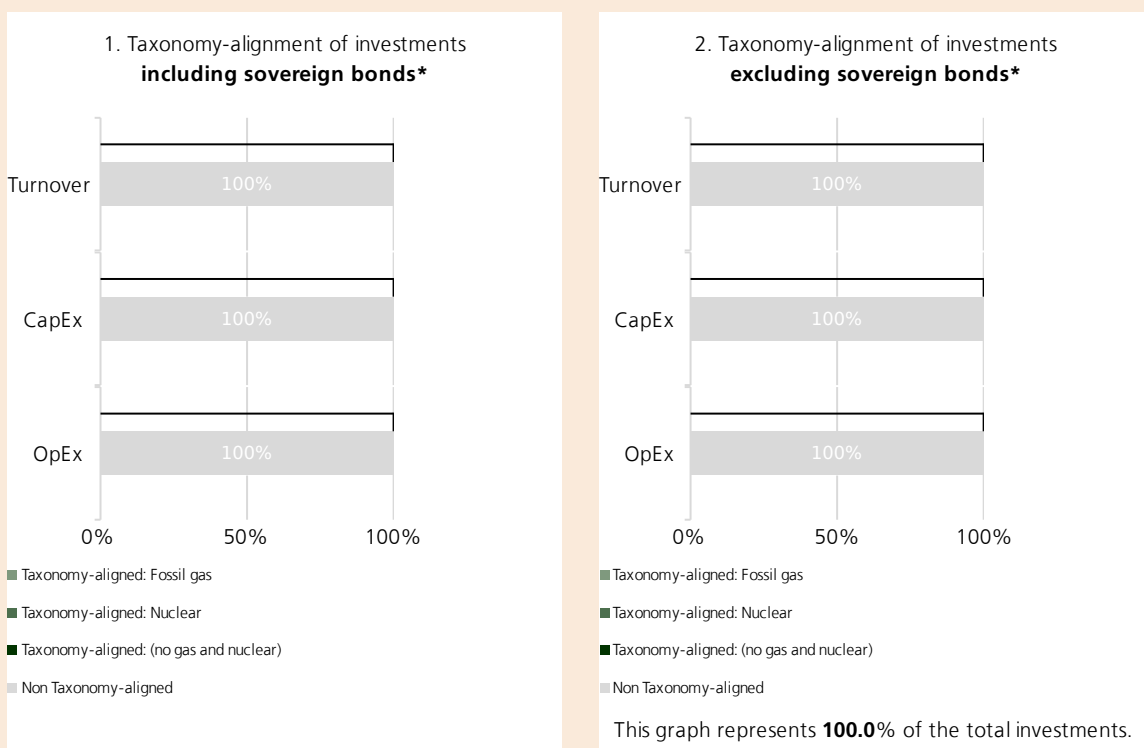 1. Taxonomy-alignment of investments
including sovereign bonds*
Turnover
100%
CapEx
100%
OpEx
100%
0% 50% 100%
Taxonomy-aligned: Fossil gas
Taxonomy-aligned: Nuclear
Taxonomy-aligned: (no gas and nuclear)
Non Taxonomy-aligned
2. Taxonomy-alignment of investments
excluding sovereign bonds*
Turnover
100%
CapEx
100%
OpEx
100%
0% 50% 100%
Taxonomy-aligned: Fossil gas
Taxonomy-aligned: Nuclear
Taxonomy-aligned: (no gas and nuclear)
Non Taxonomy-aligned
This graph represents 100.0% of the total investments.